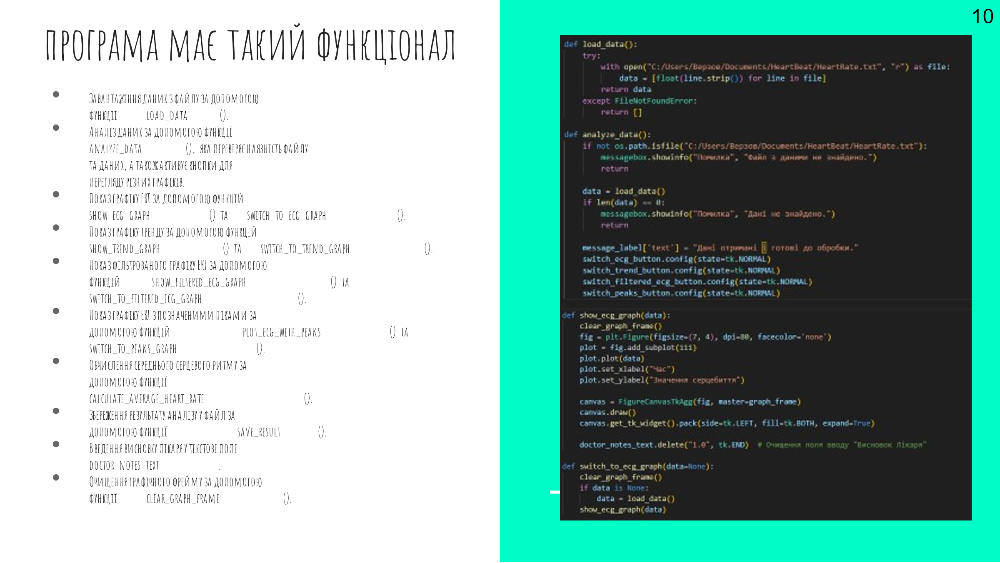 10
ПРОГРАМА МАЄ ТАКИЙ ФУНКЦІОНАЛ
● Завантаження даних з файлу за допомогою
функції load_data ().
● Аналіз даних за допомогою функції
analyze_data (), яка перевіряє наявність файлу
та даних, а також активує кнопки для
перегляду різних графіків.
● Показ графіку ЕКГ за допомогою функцій
show_ecg_graph () та switch_to_ecg_graph ().
● Показ графіку тренду за допомогою функцій
show_trend_graph () та switch_to_trend_graph ().
● Показ фільтрованого графіку ЕКГ за допомогою
функцій show_filtered_ecg_graph () та
switch_to_filtered_ecg_graph ().
● Показ графіку ЕКГ з позначеними піками за
допомогою функцій plot_ecg_with_peaks () та
switch_to_peaks_graph ().
● Обчислення середнього серцевого ритму за
допомогою функції
calculate_average_heart_rate ().
● Збереження результату аналізу у файл за
допомогою функції save_result ().
● Введення висновку лікаря у текстове поле
doctor_notes_text .
● Очищення графічного фрейму за допомогою
функції clear_graph_frame ().
def load_data():
try:
with open("C:/Users/Верзов/Documents/HeartBeat/HeartRate.txt", "r") as file:
data = [float(line.strip()) for line in file]
return data
except FileNotFoundError:
return []
def analyze_data():
if not os.path.isfile("C:/Users/Верзов/Documents/HeartBeat/HeartRate.txt"):
messagebox.showinfo("Помилка", "Файл з даними не знайдено.")
return
data = load_data()
if len(data) == 0:
messagebox.showinfo("Помилка", "Дані не знайдено.")
return
message_label['text'] = "Дані отримані і готові до обробки."
switch_ecg_button.config(state=tk.NORMAL)
switch_trend_button.config(state=tk.NORMAL)
switch_filtered_ecg_button.config(state=tk.NORMAL)
switch_peaks_button.config(state=tk.NORMAL)
def show_ecg_graph(data):
clear_graph_frame()
fig = plt.Figure(figsize=(7, 4), dpi=80, facecolor='none')
plot = fig.add_subplot(111)
plot.plot(data)
plot.set_xlabel("Час")
plot.set_ylabel("Значення серцебиття")
canvas = FigureCanvasTkAgg(fig, master=graph_frame)
canvas.draw()
canvas.get_tk_widget().pack(side=tk.LEFT, fill=tk.BOTH, expand=True)
doctor_notes_text.delete("1.0", tk.END) # Очищення поля вводу "Висновок Лікаря"
def switch_to_ecg_graph(data=None):
clear_graph_frame()
if data is None:
data = load_data()
show_ecg_graph(data)